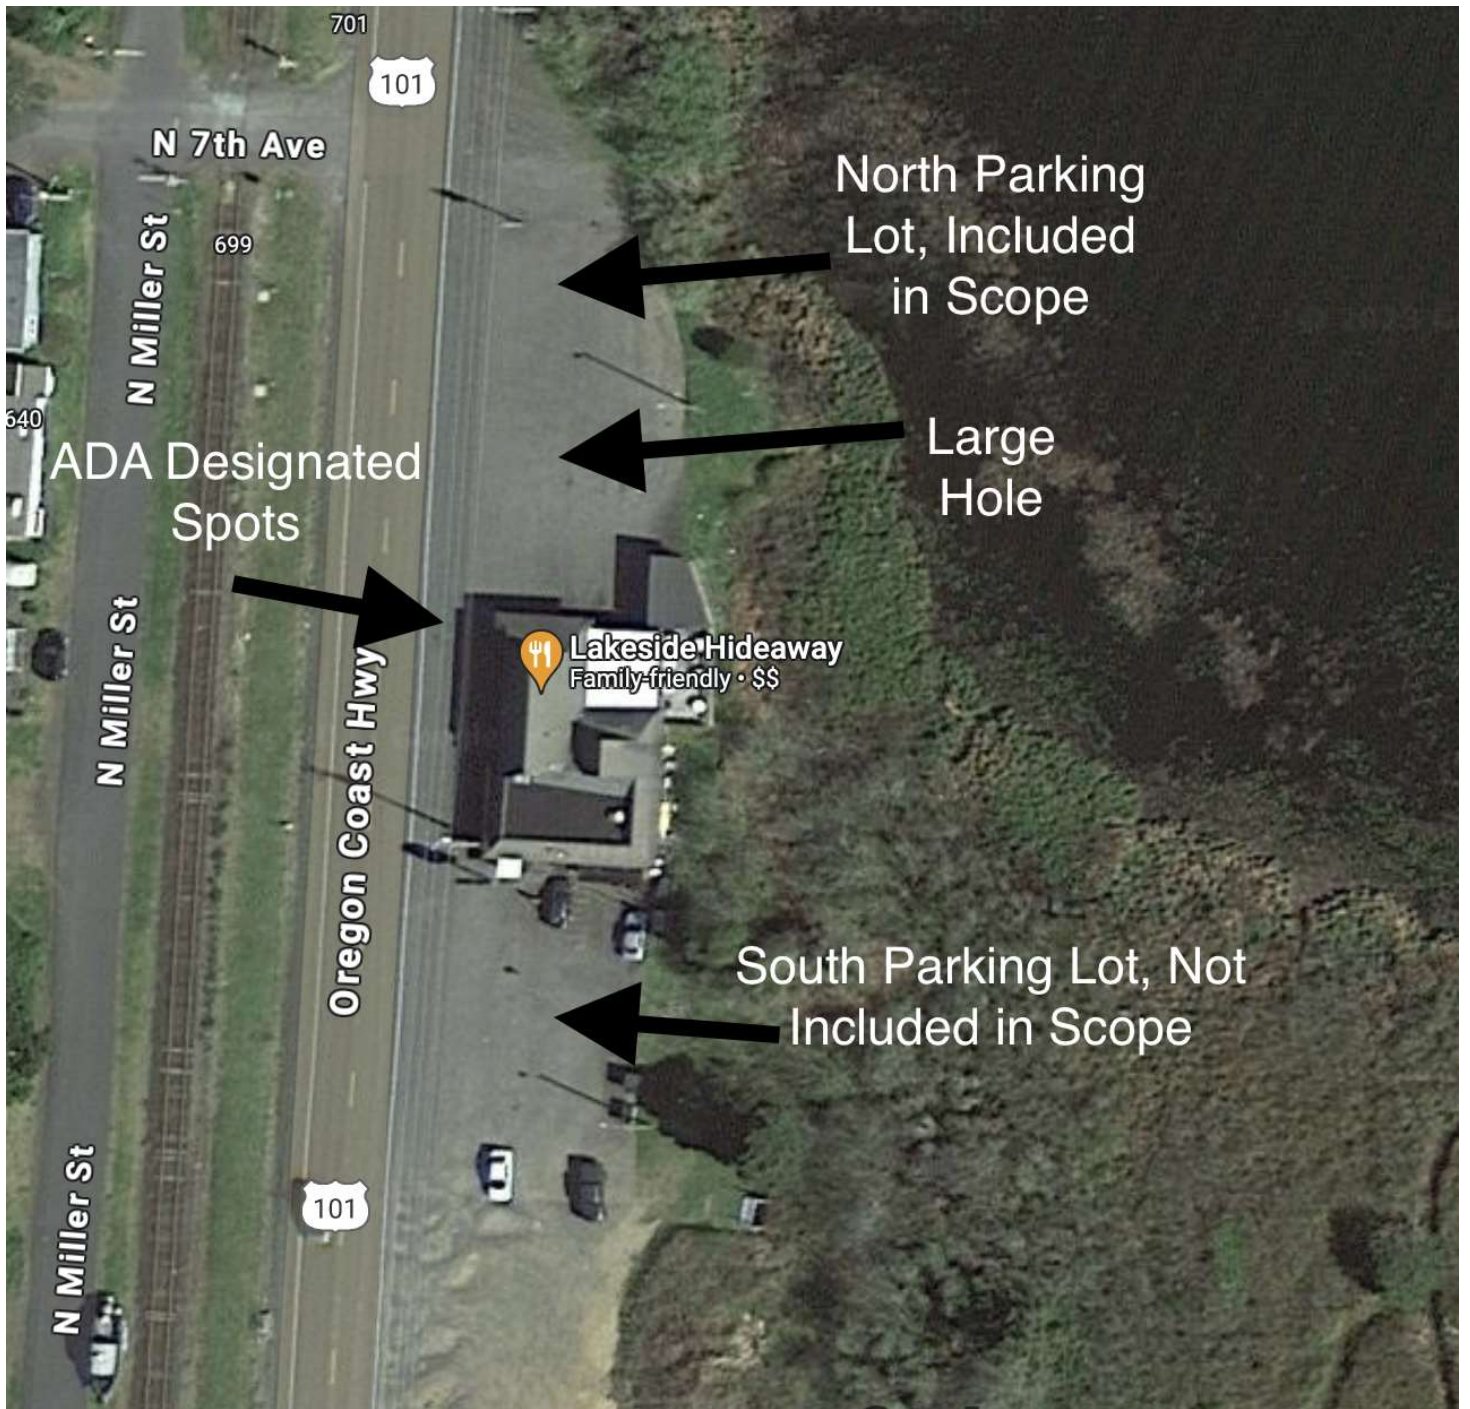 701
101
N 7th Ave
N Miller St
699
North Parking
Lot, Included
in Scope
640
ADA Designated
Spots
Large
Hole
N Miller St
Oregon Coast Hwy
Lakeside Hideaway
Family-friendly • $$
South Parking Lot, Not
Included in Scope
N Miller St
101